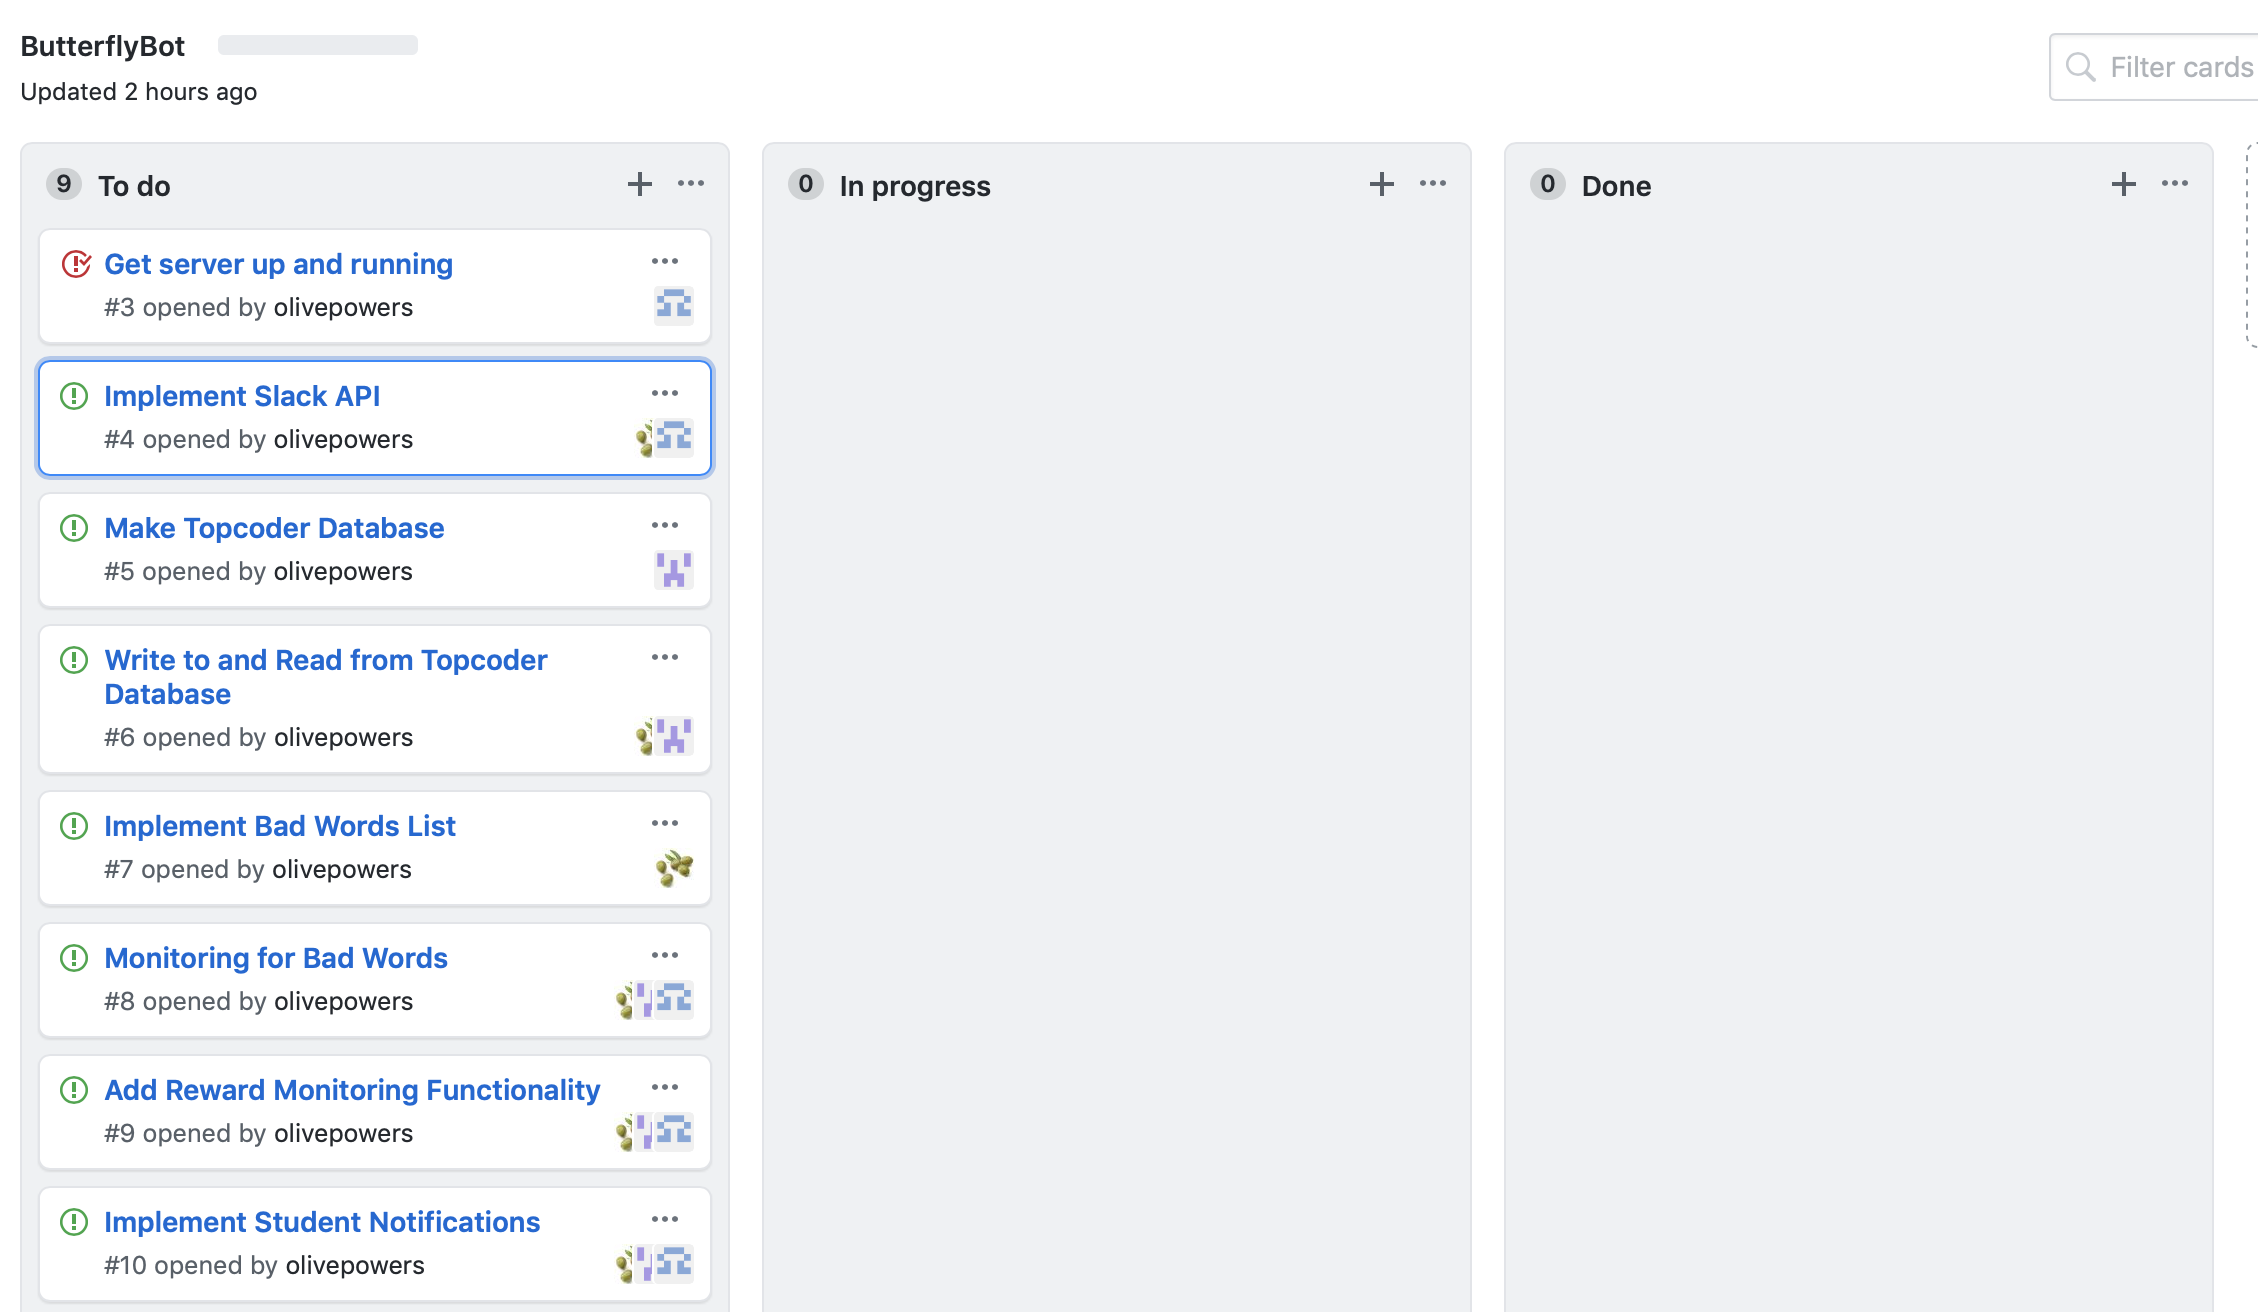 ButterflyBot
Updated 2 hours ago
Filter cards
9 To do
Get server up and running
#3 opened by olivepowers
Implement Slack API
#4 opened by olivepowers
Make Topcoder Database
#5 opened by olivepowers
Write to and Read from Topcoder
Database
#6 opened by olivepowers
Implement Bad Words List
#7 opened by olivepowers
Monitoring for Bad Words
#8 opened by olivepowers
Add Reward Monitoring Functionality
#9 opened by olivepowers
Implement Student Notifications
#10 opened by olivepowers
0 In progress
0 Done